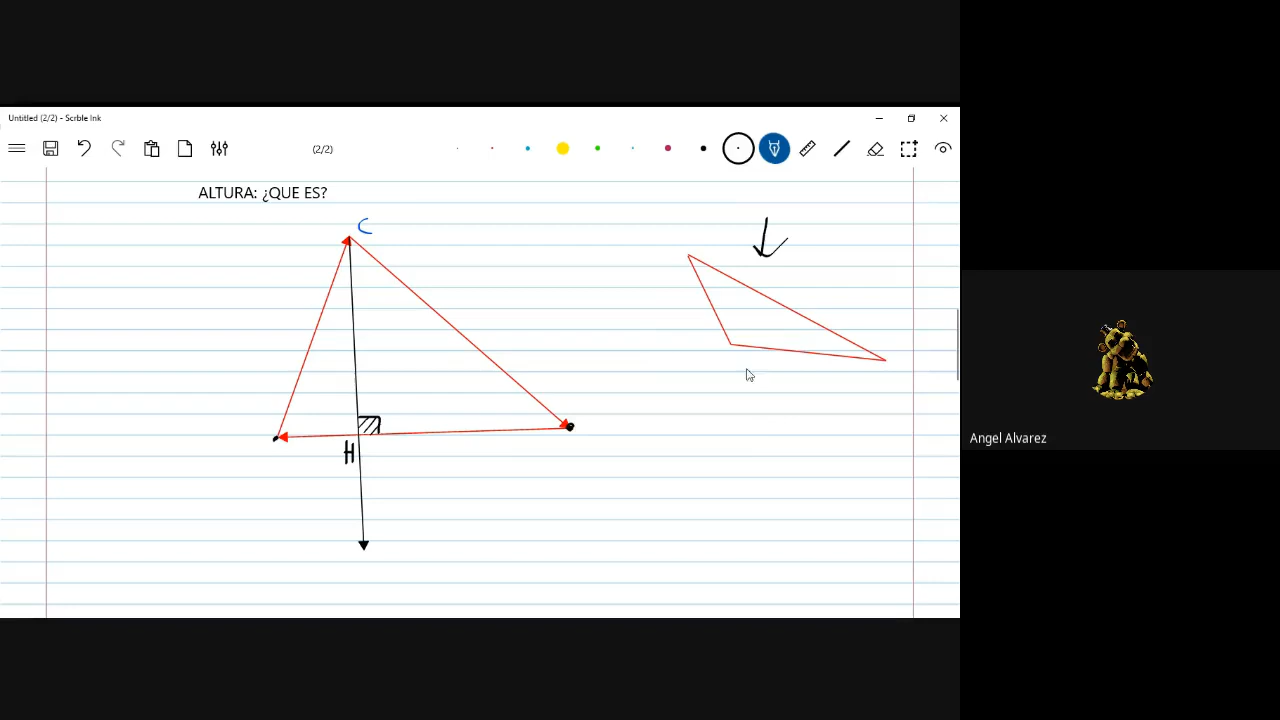 Untitled (2/2) - Scrble Ink
(2/2)
ALTURA: ¿QUE ES?
C
H
Angel Alvarez